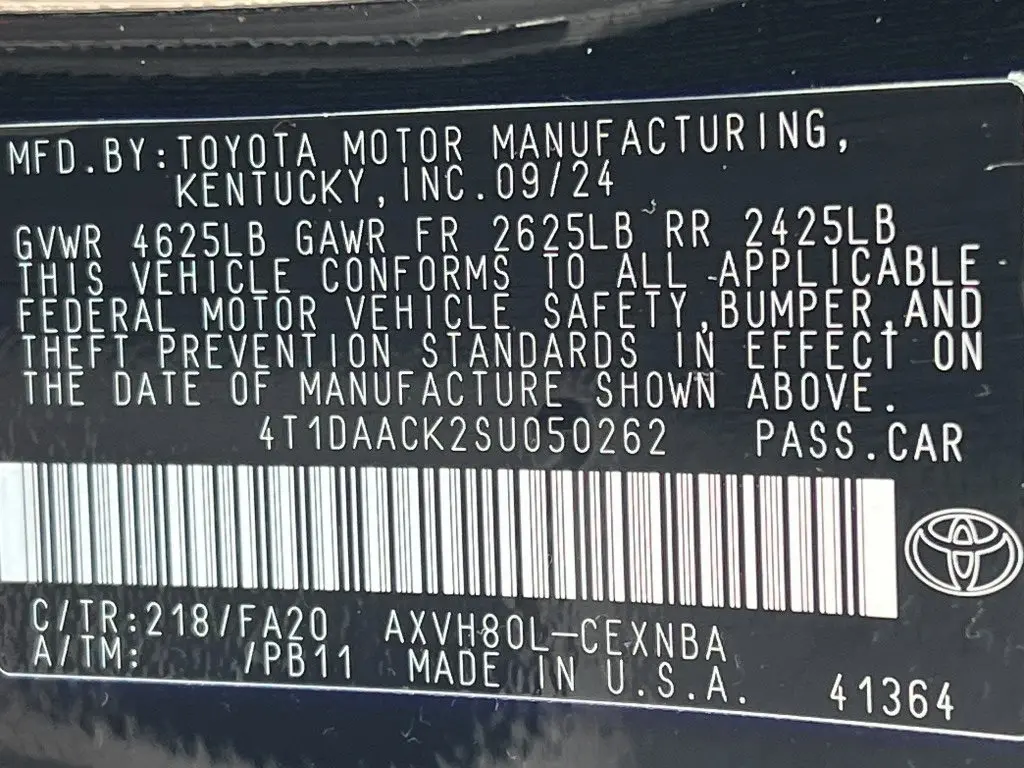 MFD.BY:TOYOTA MOTOR MANUFACTURING,
KENTUCKY,INC.09/24
GVWR 4625LB GAWR FR 2625LB RR 2425LB
THIS VEHICLE CONFORMS TO ALL APPLICABLE
FEDERAL MOTOR VEHICLE SAFETY,BUMPER,AND
THEFT PREVENTION STANDARDS IN EFFECT ON
THE DATE OF MANUFACTURE SHOWN ABOVE.
4T1DAACK2SU050262 PASS.CAR
C/TR:218/FA20 AXVH80L-CEXNBA
A/TM: /PB11 MADE IN U.S.A. 41364